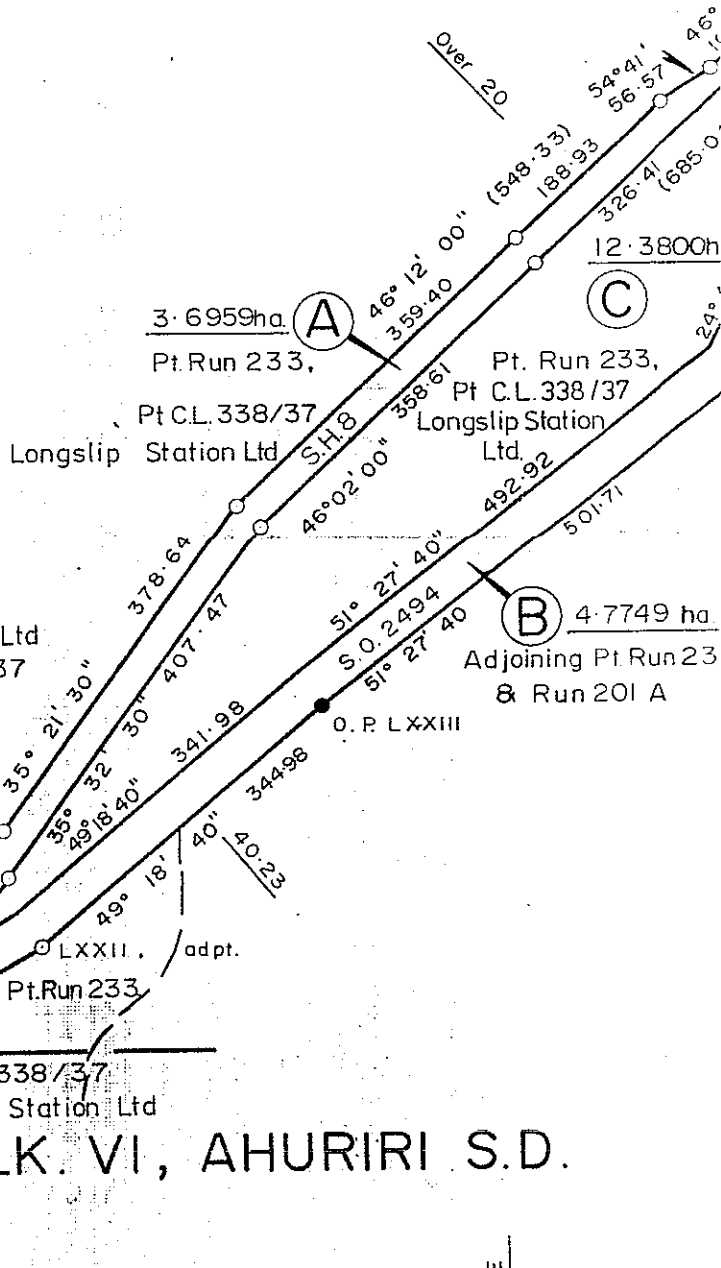 Over 20
46°
54°41'
56·57
(548·33)
188·93
326·41
(685·0
46° 12' 00"
359·40
12·3800h
C
3·6959ha
A
Pt. Run 233,
Pt C.L. 338/37
Longslip Station Ltd
S.H.8
358·61
46°02'00"
Pt. Run 233,
Pt C.L. 338/37
Longslip Station
Ltd.
24°
492·92
501·71
378·64
407·47
51° 27' 40"
S.O. 2494
51° 27' 40
B
4·7749 ha
Adjoining Pt. Run 23
& Run 201 A
Ltd
37
35° 21' 30"
35° 32' 30"
341·98
49°18'40"
O.P. LXXIII
344·98
49° 18' 40"
40·23
LXXII.
adpt.
Pt. Run 233
338/37
Station Ltd
LK. VI, AHURIRI S.D.